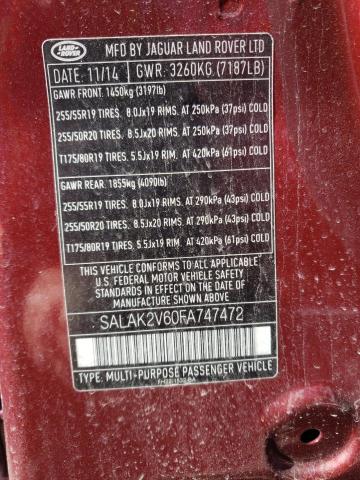 LAND-ROVER
MFD BY JAGUAR LAND ROVER LTD
DATE: 11/14
GWR: 3260KG.(7187LB)
GAWR FRONT: 1450kg (3197lb)
255/55R19 TIRES. 8.0Jx19 RIMS. AT 250kPa (37psi) COLD
255/50R20 TIRES. 8.5Jx20 RIMS. AT 250kPa (37psi) COLD
T175/80R19 TIRES. 5.5Jx19 RIM. AT 420kPa (61psi) COLD
GAWR REAR: 1855kg (4090lb)
255/55R19 TIRES. 8.0Jx19 RIMS. AT 290kPa (43psi) COLD
255/50R20 TIRES. 8.5Jx20 RIMS. AT 290kPa (43psi) COLD
T175/80R19 TIRES. 5.5Jx19 RIM. AT 420kPa (61psi) COLD
THIS VEHICLE CONFORMS TO ALL APPLICABLE
U.S. FEDERAL MOTOR VEHICLE SAFETY
STANDARDS IN EFFECT ON THE DATE OF
MANUFACTURE SHOWN ABOVE.
SALAK2V60FA747472
TYPE: MULTI-PURPOSE PASSENGER VEHICLE